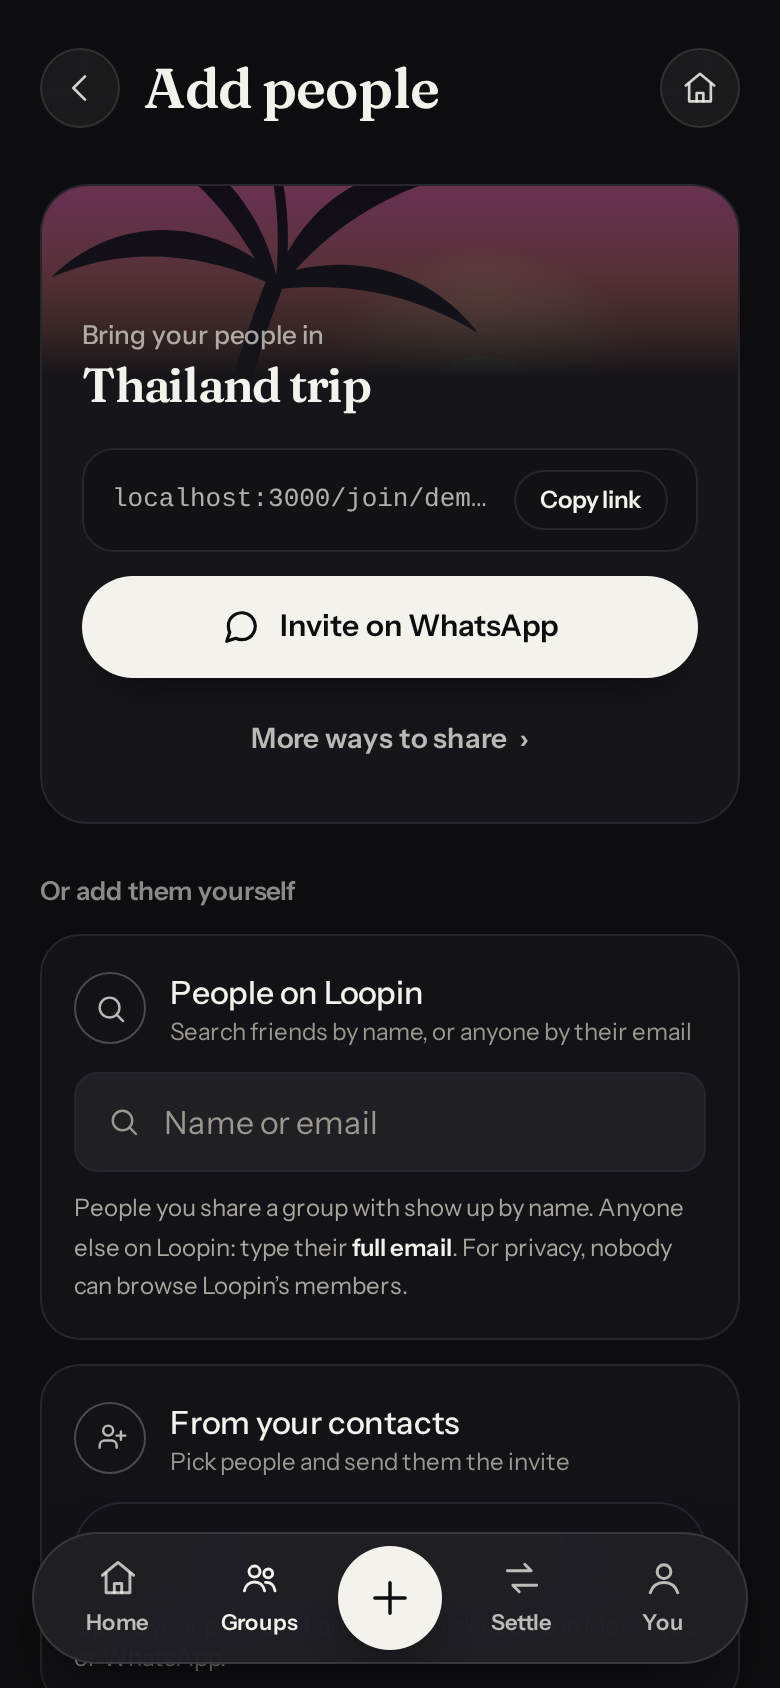 Add people
Bring your people in
Thailand trip
localhost:3000/join/dem…
Copy link
Invite on WhatsApp
More ways to share ›
Or add them yourself
People on Loopin
Search friends by name, or anyone by their email
Name or email
People you share a group with show up by name. Anyone
else on Loopin: type their full email. For privacy, nobody
can browse Loopin’s members.
From your contacts
Pick people and send them the invite
or WhatsApp.
Home
Groups
Settle
You